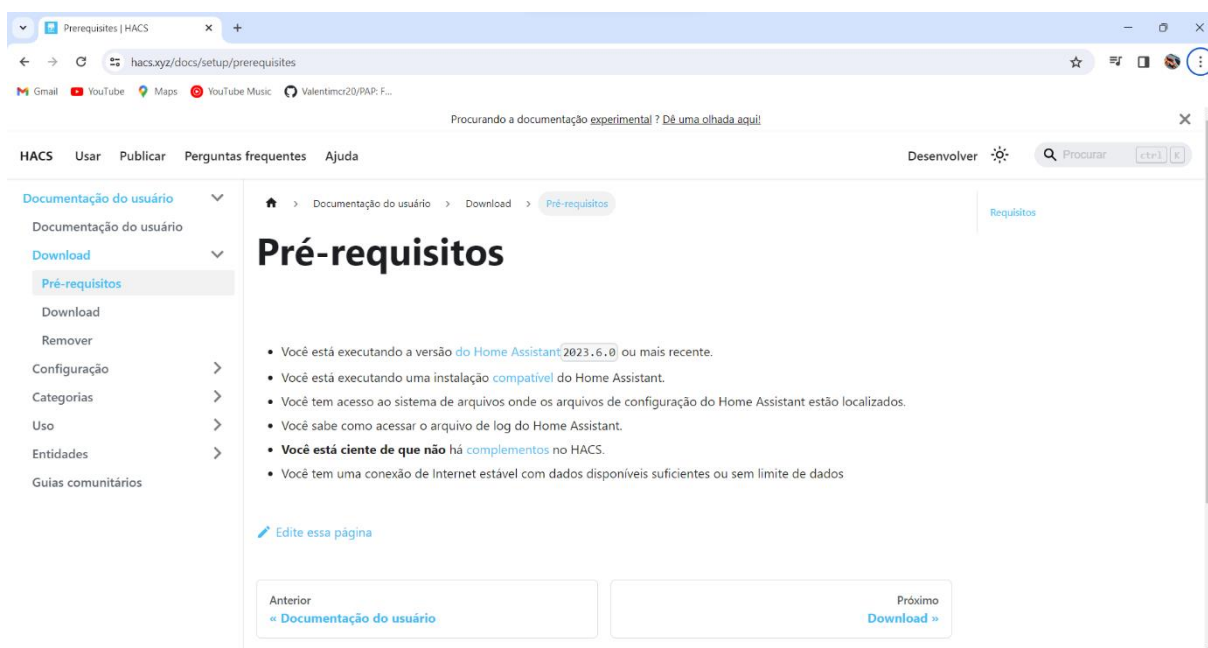 Prerequisites | HACS
hacs.xyz/docs/setup/prerequisites
Gmail YouTube Maps YouTube Music Valentimcr20/PAP: F...
Procurando a documentação experimental ? Dê uma olhada aqui!
HACS Usar Publicar Perguntas frequentes Ajuda Desenvolver Procurar ctrl K
Documentação do usuário
Documentação do usuário
Download
Pré-requisitos
Download
Remover
Configuração
Categorias
Uso
Entidades
Guias comunitários
Documentação do usuário > Download > Pré-requisitos
Pré-requisitos
• Você está executando a versão do Home Assistant 2023.6.0 ou mais recente.
• Você está executando uma instalação compatível do Home Assistant.
• Você tem acesso ao sistema de arquivos onde os arquivos de configuração do Home Assistant estão localizados.
• Você sabe como acessar o arquivo de log do Home Assistant.
• Você está ciente de que não há complementos no HACS.
• Você tem uma conexão de Internet estável com dados disponíveis suficientes ou sem limite de dados
Edite essa página
Anterior
« Documentação do usuário
Próximo
Download »
Requisitos